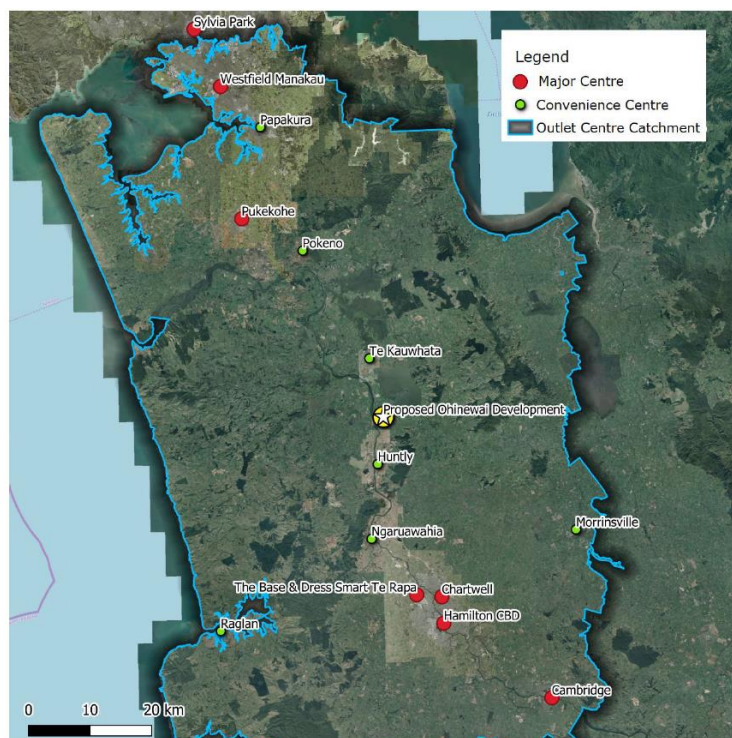 Sylvia Park
Legend
Major Centre
Westfield Manakau
Convenience Centre
Papakura
Outlet Centre Catchment
Pukekohe
Pokeno
Te Kauwhata
Proposed Ohinewai Development
Huntly
Morrinsville
Ngaruawahia
The Base & Dress Smart Te Rapa
Chartwell
Hamilton CBD
Raglan
Cambridge
0 10 20 km